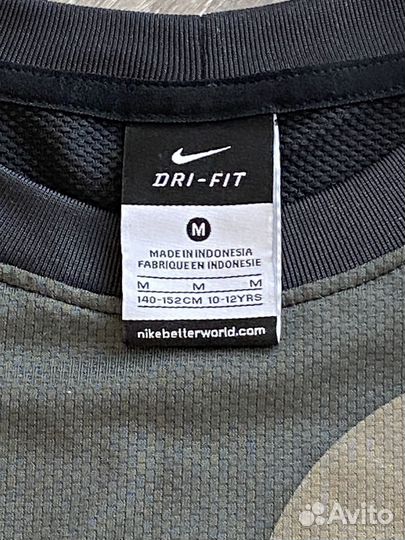 DRI-FIT
M
MADE IN INDONESIA
FABRIQUE EN INDONESIE
M M M
140-152CM 10-12YRS
nikebetterworld.com
Avito